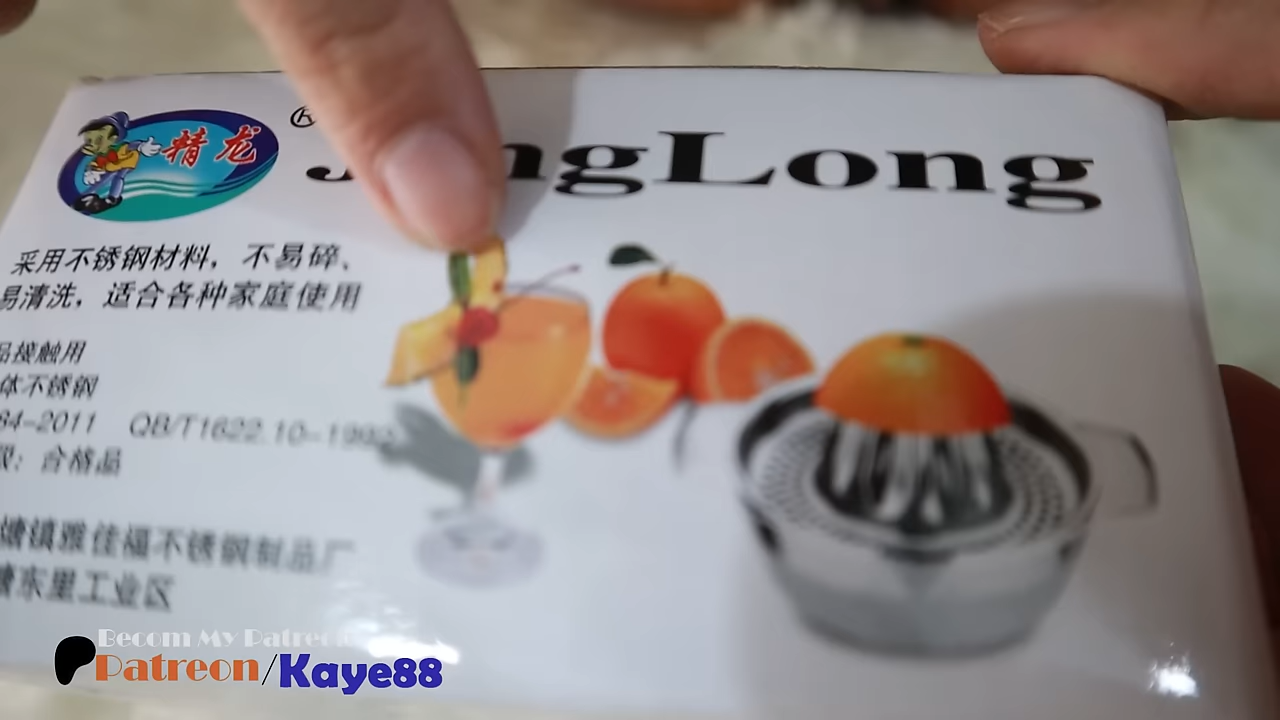 精龙
®
ngLong
采用不锈钢材料，不易碎、
易清洗，适合各种家庭使用
品接触用
体不锈钢
84-2011 QB/T1622.10-1992
合格品
塘镇雅佳福不锈钢制品厂
塘东里工业区
Becom My Patreon
Patreon/Kaye88